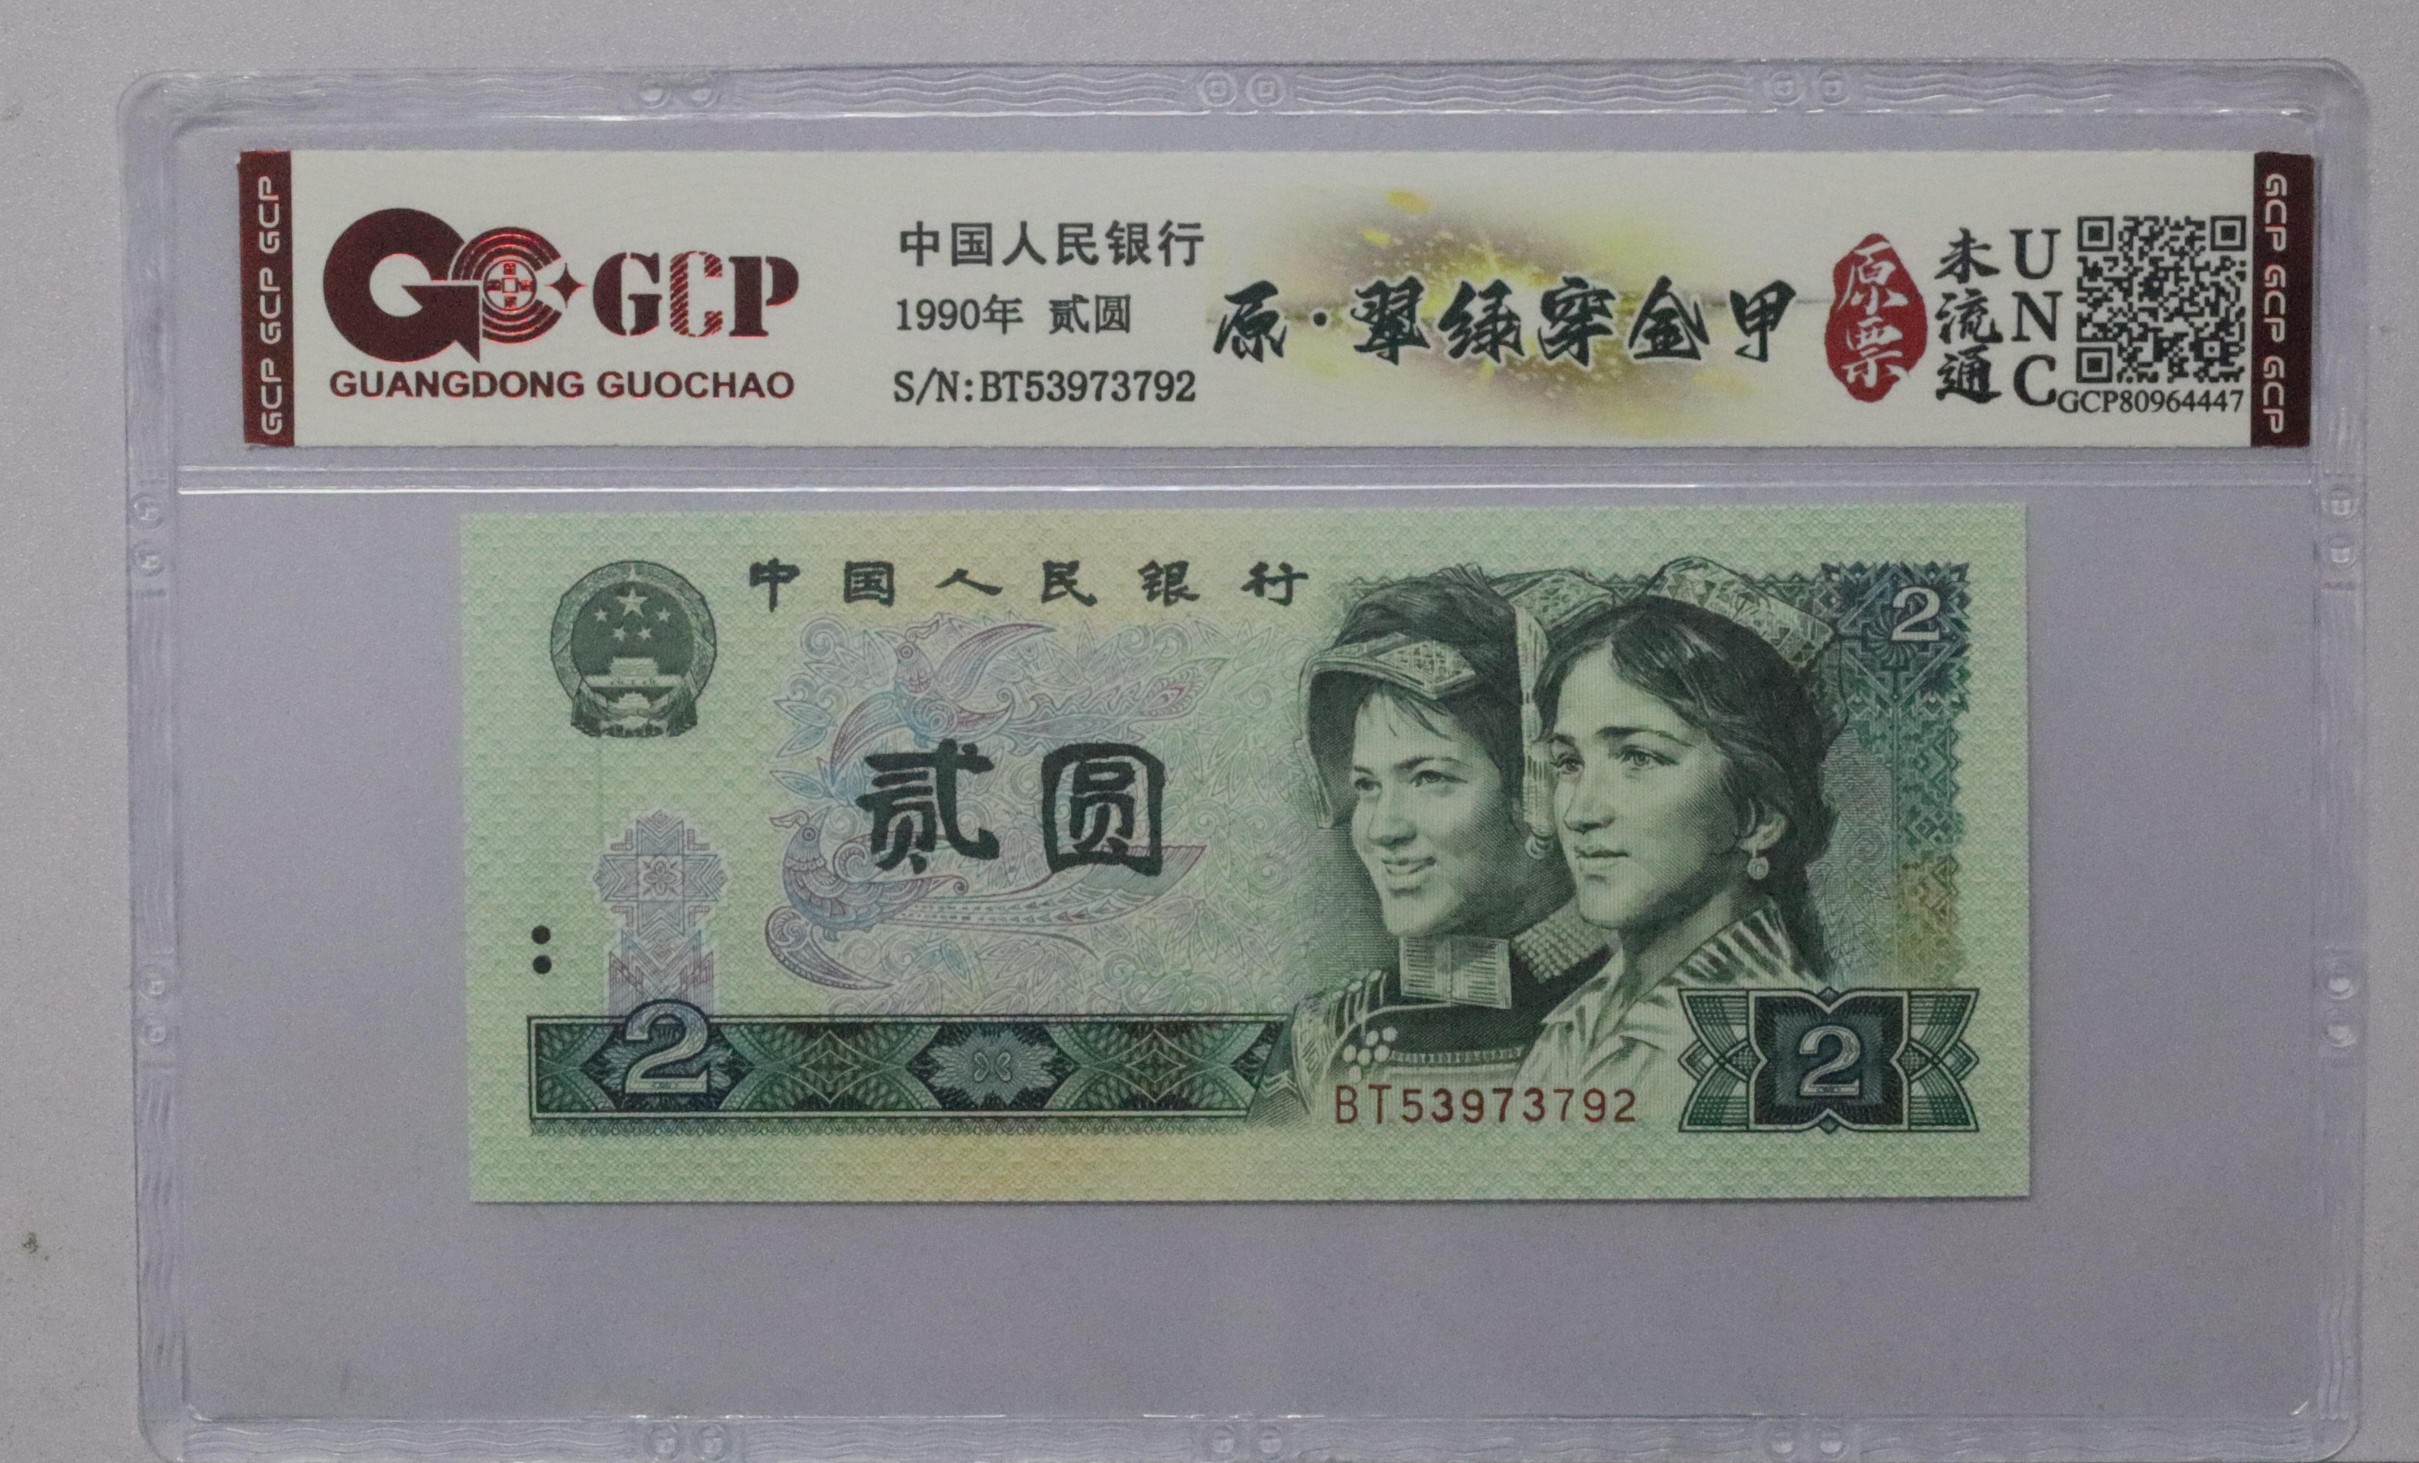 GCP GCP GCP
GCP
GUANGDONG GUOCHAO
中国人民银行
1990年 贰圆
S/N:BT53973792
原·翠绿穿金甲
原票
未流通
UNC
GCP80964447
GCP GCP GCP
中国人民银行
2
贰圆
2
BT53973792
2